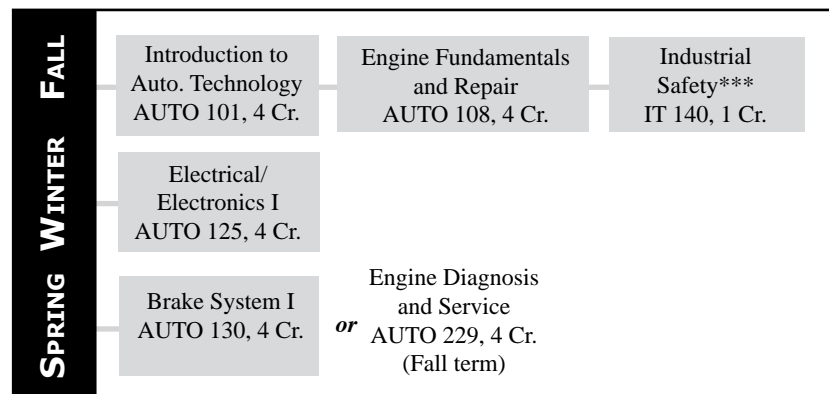 FALL
Introduction to
Auto. Technology
AUTO 101, 4 Cr.
Engine Fundamentals
and Repair
AUTO 108, 4 Cr.
Industrial
Safety***
IT 140, 1 Cr.
WINTER
Electrical/
Electronics I
AUTO 125, 4 Cr.
SPRING
Brake System I
AUTO 130, 4 Cr.
or
Engine Diagnosis
and Service
AUTO 229, 4 Cr.
(Fall term)